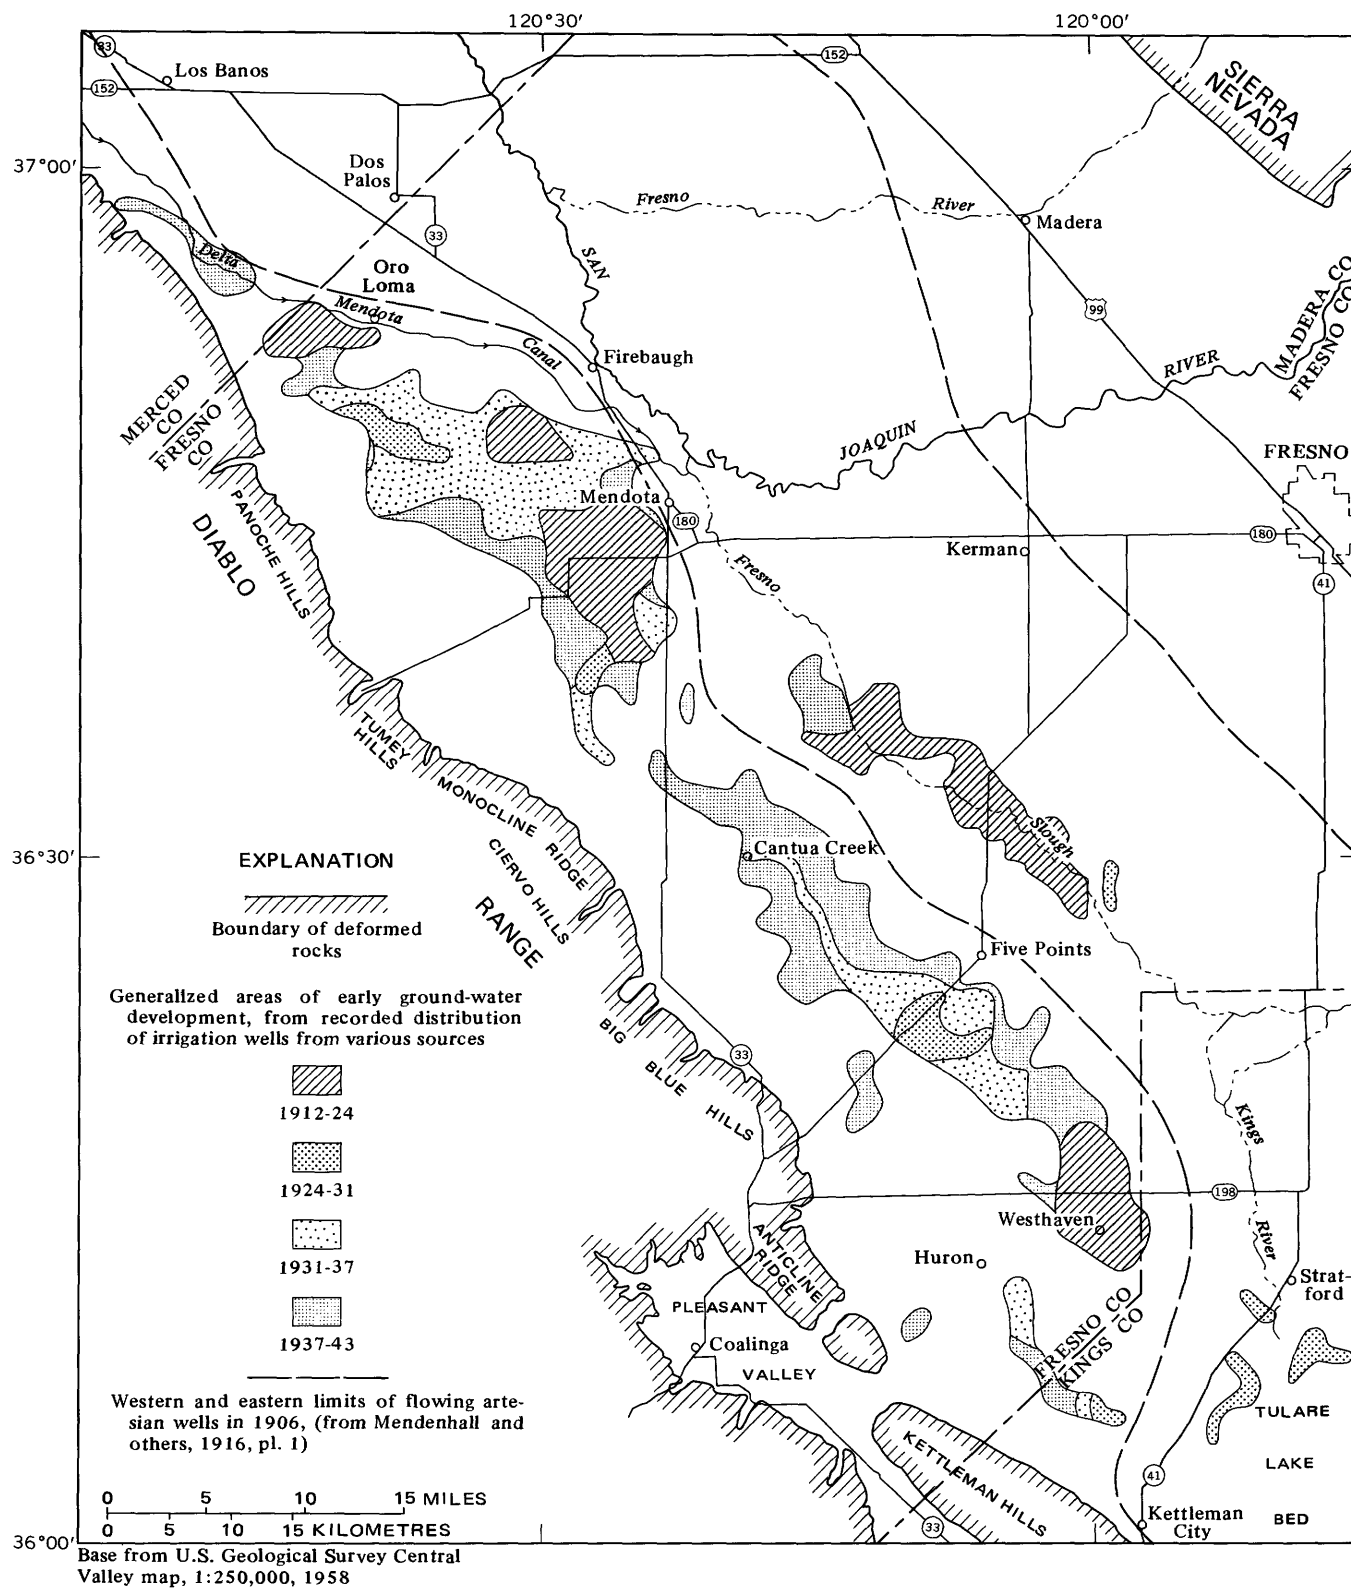 120°30′
120°00′
33
152
Los Banos
152
SIERRA
NEVADA
37°00′
Dos
Palos
Fresno
River
Madera
33
SAN
Delta
Oro
Loma
Mendota
Canal
Firebaugh
99
MADERA CO
FRESNO CO
RIVER
MERCED
CO
FRESNO
CO
JOAQUIN
FRESNO
PANOCHE HILLS
DIABLO
Mendota
180
180
Kerman
Fresno
41
TUMEY
HILLS
MONOCLINE RIDGE
CIERVO HILLS
RANGE
Slough
36°30′
Cantua Creek
EXPLANATION
Boundary of deformed
rocks
Five Points
Generalized areas of early ground-water
development, from recorded distribution
of irrigation wells from various sources
BIG BLUE HILLS
33
1912-24
1924-31
1931-37
1937-43
Kings
River
198
Westhaven
Huron
ANTICLINE
RIDGE
Strat-
ford
PLEASANT
VALLEY
Coalinga
FRESNO CO
KINGS CO
Western and eastern limits of flowing arte-
sian wells in 1906, (from Mendenhall and
others, 1916, pl. 1)
TULARE
LAKE
BED
KETTLEMAN HILLS
41
Kettleman
City
33
0 5 10 15 MILES
0 5 10 15 KILOMETRES
36°00′
Base from U.S. Geological Survey Central
Valley map, 1:250,000, 1958